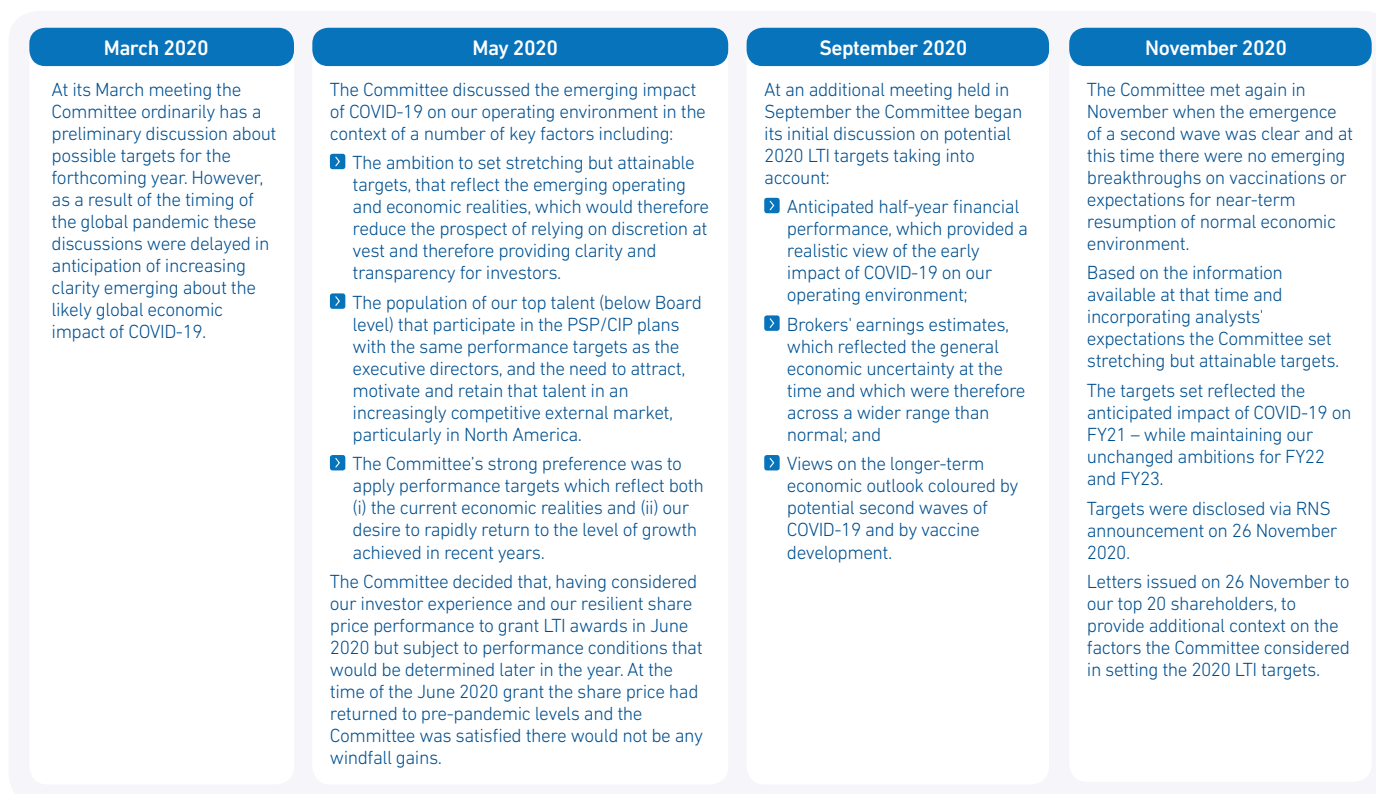 March 2020
At its March meeting the
Committee ordinarily has a
preliminary discussion about
possible targets for the
forthcoming year. However,
as a result of the timing of
the global pandemic these
discussions were delayed in
anticipation of increasing
clarity emerging about the
likely global economic
impact of COVID-19.
May 2020
The Committee discussed the emerging impact
of COVID-19 on our operating environment in the
context of a number of key factors including:
The ambition to set stretching but attainable
targets, that reflect the emerging operating
and economic realities, which would therefore
reduce the prospect of relying on discretion at
vest and therefore providing clarity and
transparency for investors.
The population of our top talent (below Board
level) that participate in the PSP/CIP plans
with the same performance targets as the
executive directors, and the need to attract,
motivate and retain that talent in an
increasingly competitive external market,
particularly in North America.
The Committee's strong preference was to
apply performance targets which reflect both
(i) the current economic realities and (ii) our
desire to rapidly return to the level of growth
achieved in recent years.
The Committee decided that, having considered
our investor experience and our resilient share
price performance to grant LTI awards in June
2020 but subject to performance conditions that
would be determined later in the year. At the
time of the June 2020 grant the share price had
returned to pre-pandemic levels and the
Committee was satisfied there would not be any
windfall gains.
September 2020
At an additional meeting held in
September the Committee began
its initial discussion on potential
2020 LTI targets taking into
account:
Anticipated half-year financial
performance, which provided a
realistic view of the early
impact of COVID-19 on our
operating environment;
Brokers' earnings estimates,
which reflected the general
economic uncertainty at the
time and which were therefore
across a wider range than
normal; and
Views on the longer-term
economic outlook coloured by
potential second waves of
COVID-19 and by vaccine
development.
November 2020
The Committee met again in
November when the emergence
of a second wave was clear and at
this time there were no emerging
breakthroughs on vaccinations or
expectations for near-term
resumption of normal economic
environment.
Based on the information
available at that time and
incorporating analysts'
expectations the Committee set
stretching but attainable targets.
The targets set reflected the
anticipated impact of COVID-19 on
FY21 – while maintaining our
unchanged ambitions for FY22
and FY23.
Targets were disclosed via RNS
announcement on 26 November
2020.
Letters issued on 26 November to
our top 20 shareholders, to
provide additional context on the
factors the Committee considered
in setting the 2020 LTI targets.